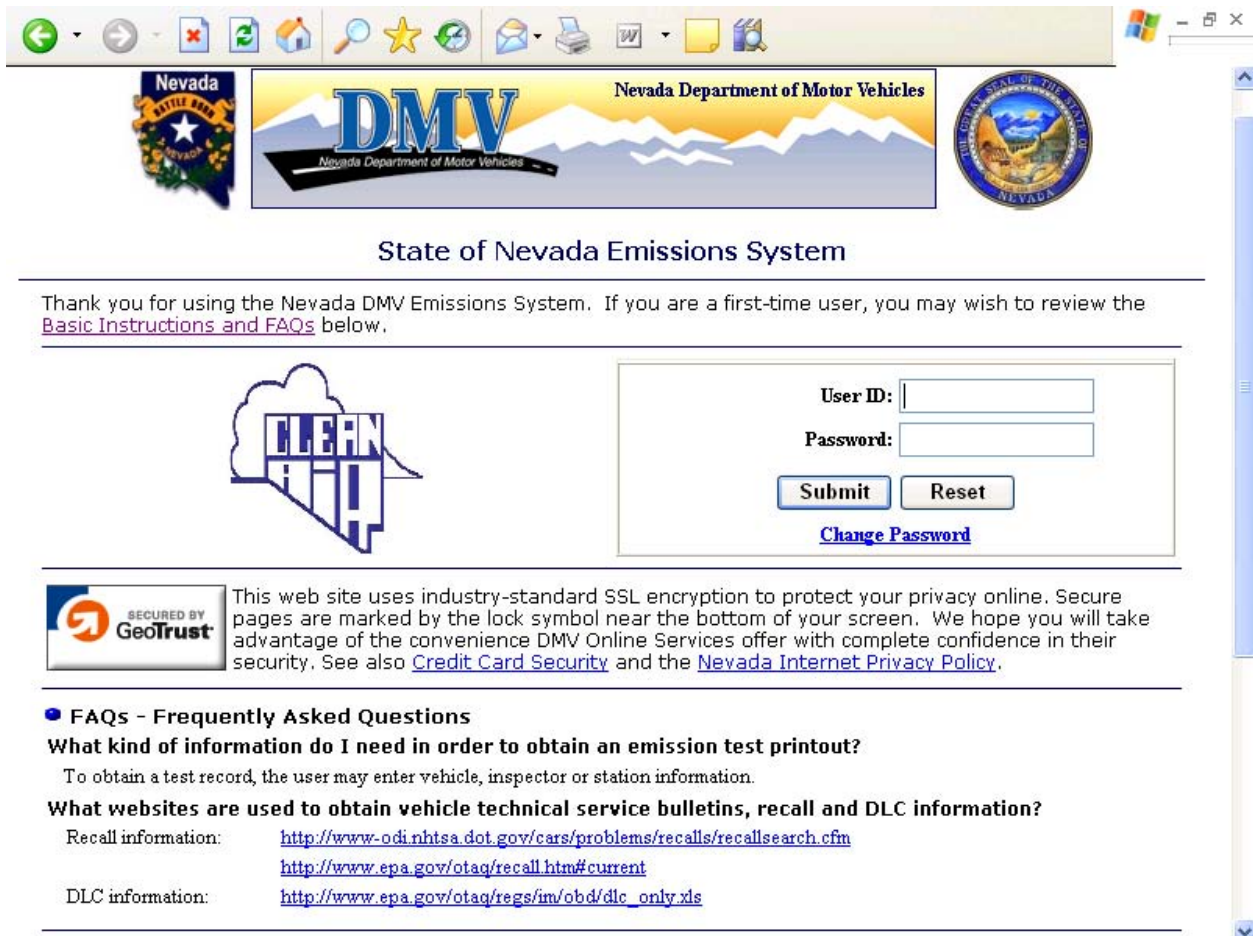 Nevada
BATTLE BORN
NEVADA
DMV
Nevada Department of Motor Vehicles
Nevada Department of Motor Vehicles
THE GREAT SEAL OF THE STATE OF
NEVADA
State of Nevada Emissions System
Thank you for using the Nevada DMV Emissions System. If you are a first-time user, you may wish to review the
Basic Instructions and FAQs below.
CLEAN
AIR
User ID:
Password:
Submit Reset
Change Password
SECURED BY
GeoTrust
This web site uses industry-standard SSL encryption to protect your privacy online. Secure
pages are marked by the lock symbol near the bottom of your screen. We hope you will take
advantage of the convenience DMV Online Services offer with complete confidence in their
security. See also Credit Card Security and the Nevada Internet Privacy Policy.
FAQs - Frequently Asked Questions
What kind of information do I need in order to obtain an emission test printout?
To obtain a test record, the user may enter vehicle, inspector or station information.
What websites are used to obtain vehicle technical service bulletins, recall and DLC information?
Recall information: http://www-odi.nhtsa.dot.gov/cars/problems/recalls/recallsearch.cfm
http://www.epa.gov/otaq/recall.htm#current
DLC information: http://www.epa.gov/otaq/regs/im/obd/dlc_only.xls